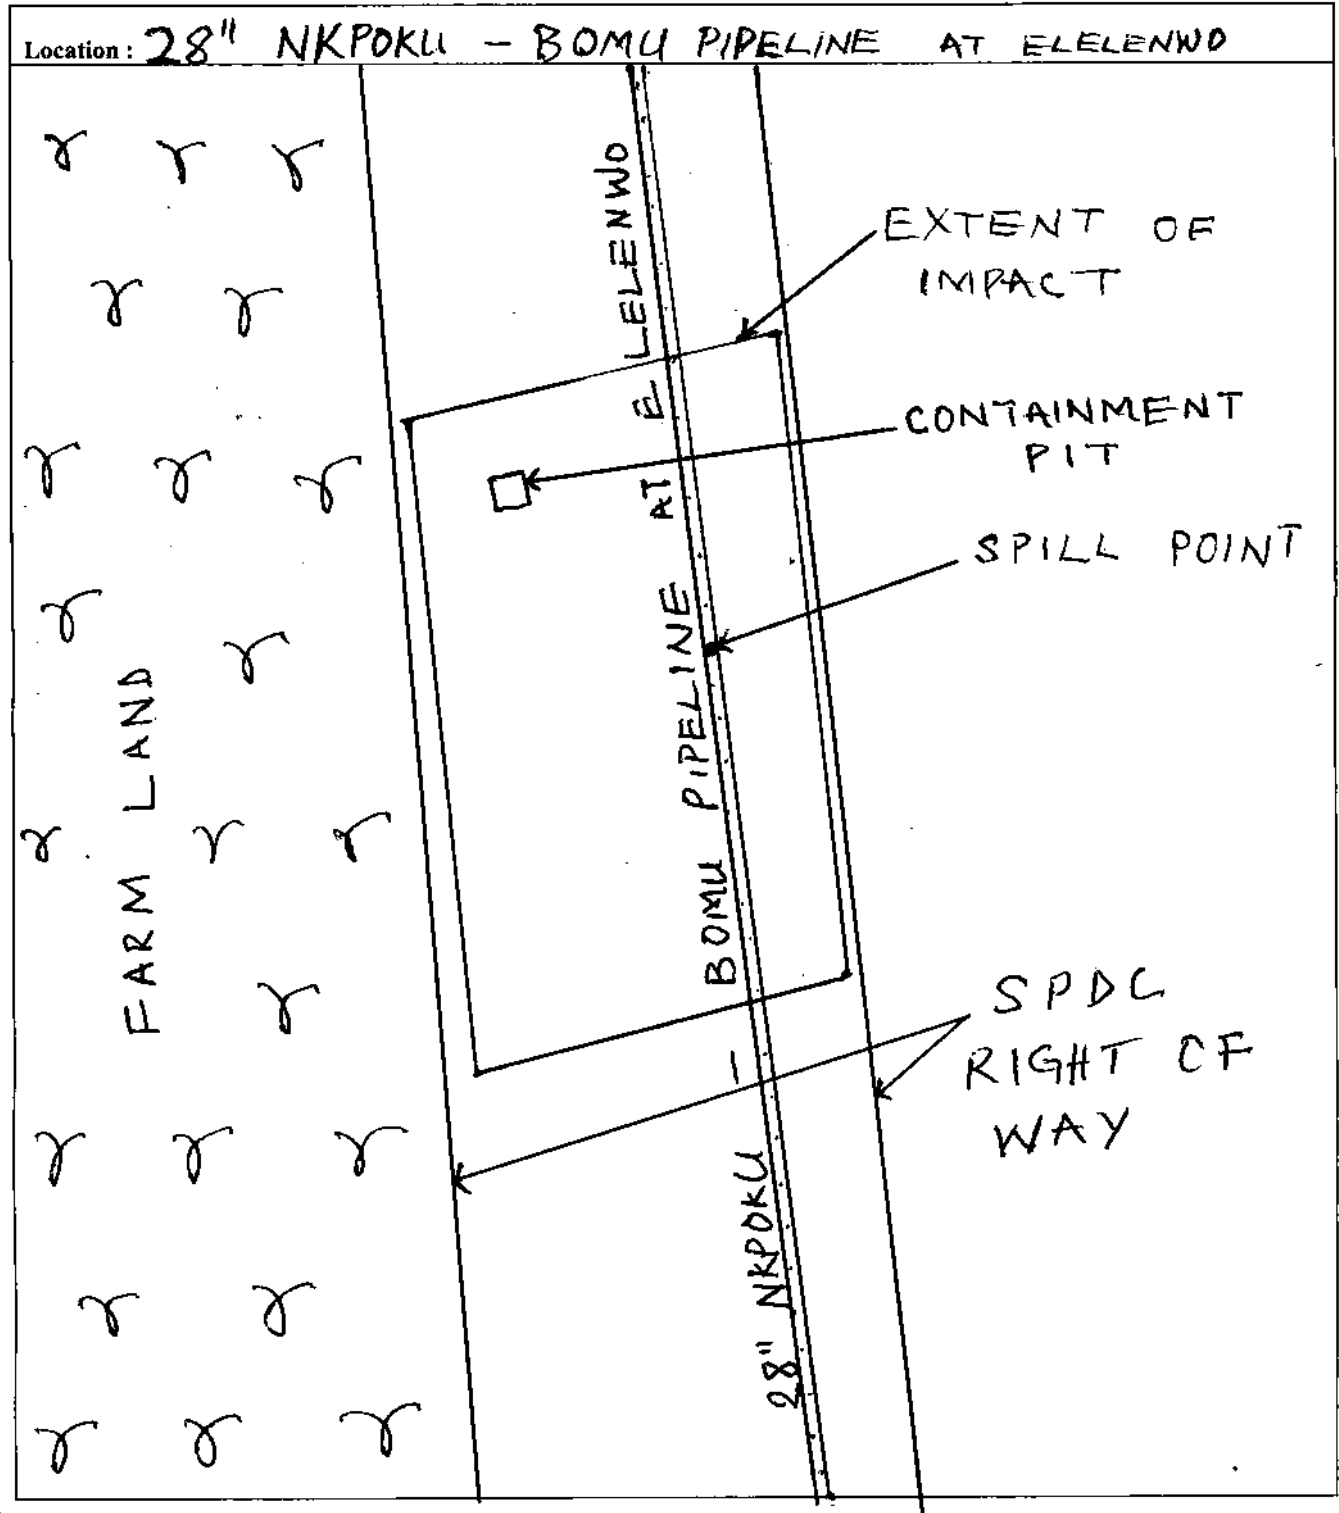 Location : 28" NKPOKU - BOMU PIPELINE AT ELELENWO
EXTENT OF
IMPACT
CONTAINMENT
PIT
SPILL POINT
28" NKPOKU - BOMU PIPELINE AT ELELENWO
FARM LAND
SPDC
RIGHT OF
WAY